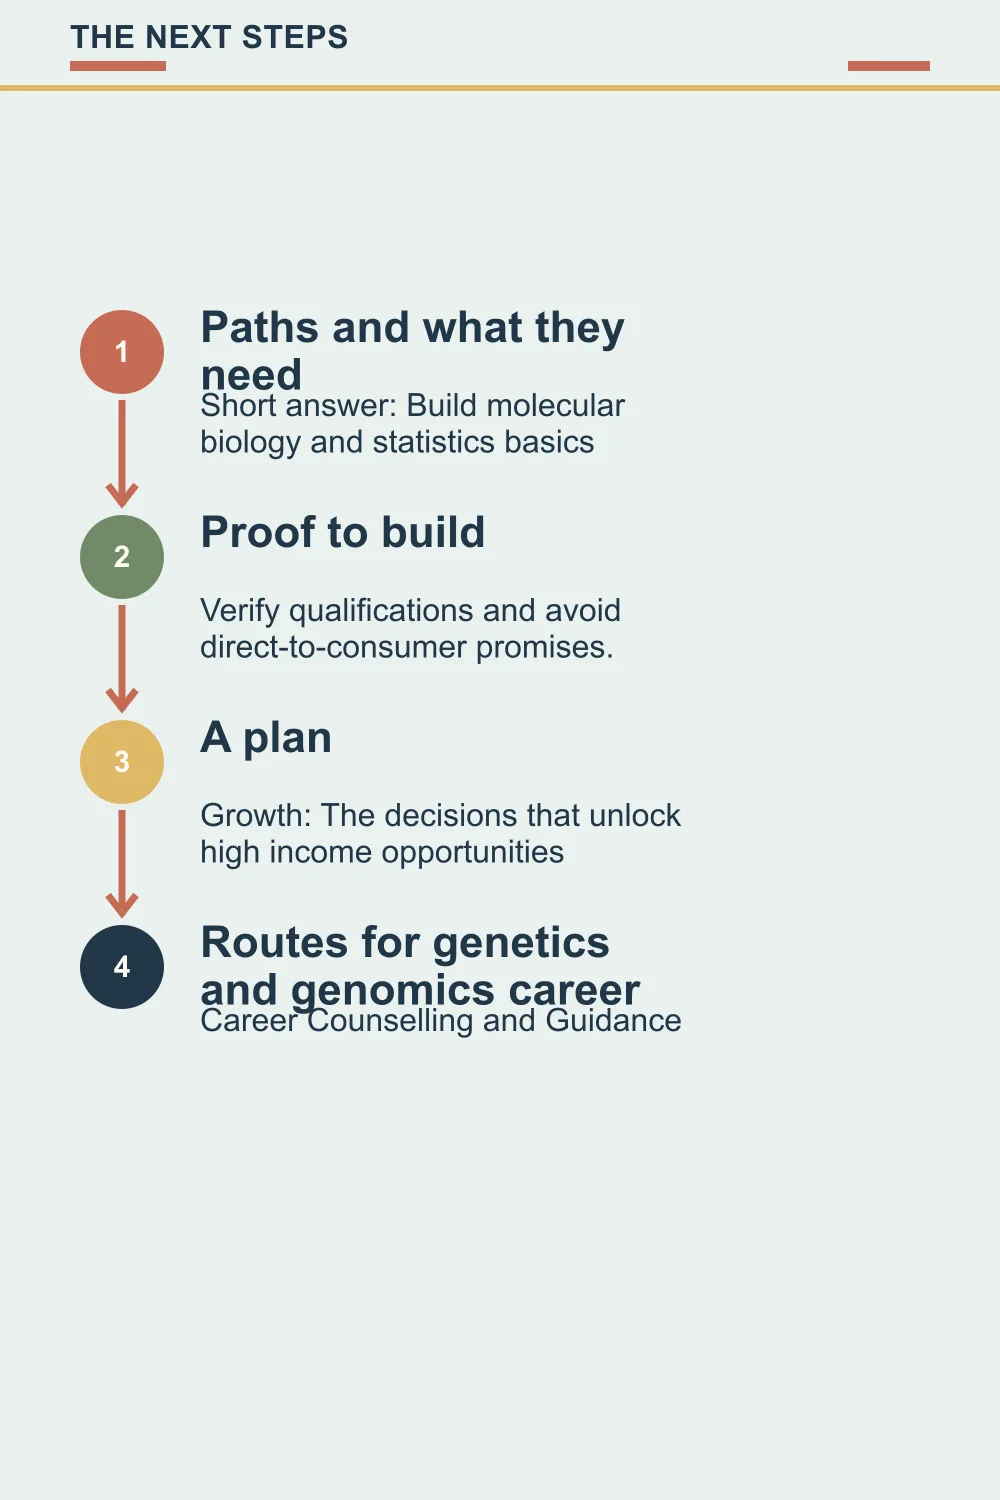 THE NEXT STEPS
1
Paths and what they
need
Short answer: Build molecular
biology and statistics basics
2
Proof to build
Verify qualifications and avoid
direct-to-consumer promises.
3
A plan
Growth: The decisions that unlock
high income opportunities
4
Routes for genetics
and genomics career
Career Counselling and Guidance